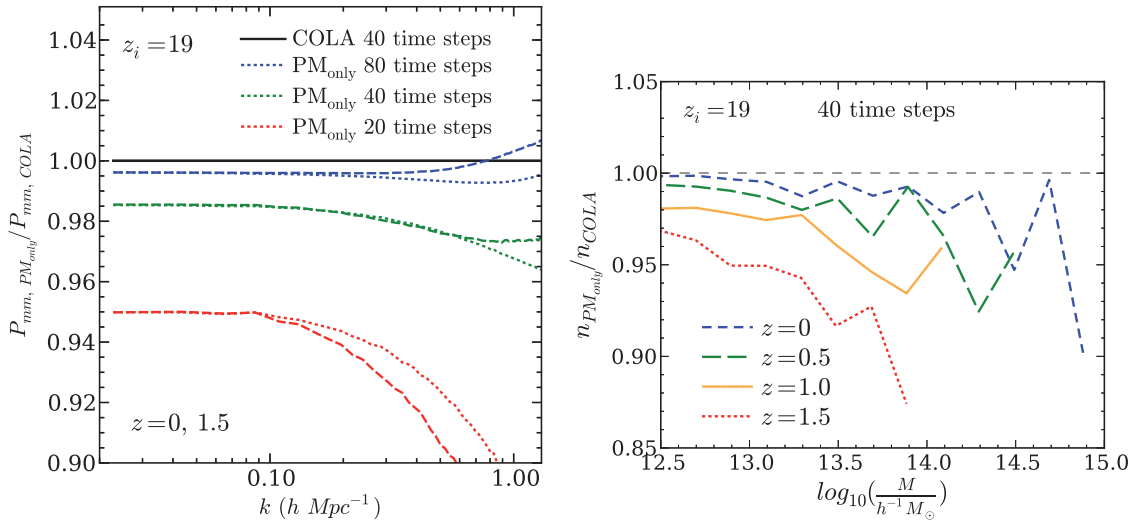 z_i = 19
COLA 40 time steps
PM_only 80 time steps
PM_only 40 time steps
PM_only 20 time steps
1.04
1.02
1.00
0.98
0.96
0.94
0.92
0.90
P_mm, PM_only/P_mm, COLA
z=0, 1.5
0.10
1.00
k (h Mpc^−1)
z_i = 19
40 time steps
1.05
1.00
0.95
0.90
0.85
n_PM_only/n_COLA
z=0
z=0.5
z=1.0
z=1.5
12.5
13.0
13.5
14.0
14.5
15.0
log_10(M/h^−1 M_⊙)